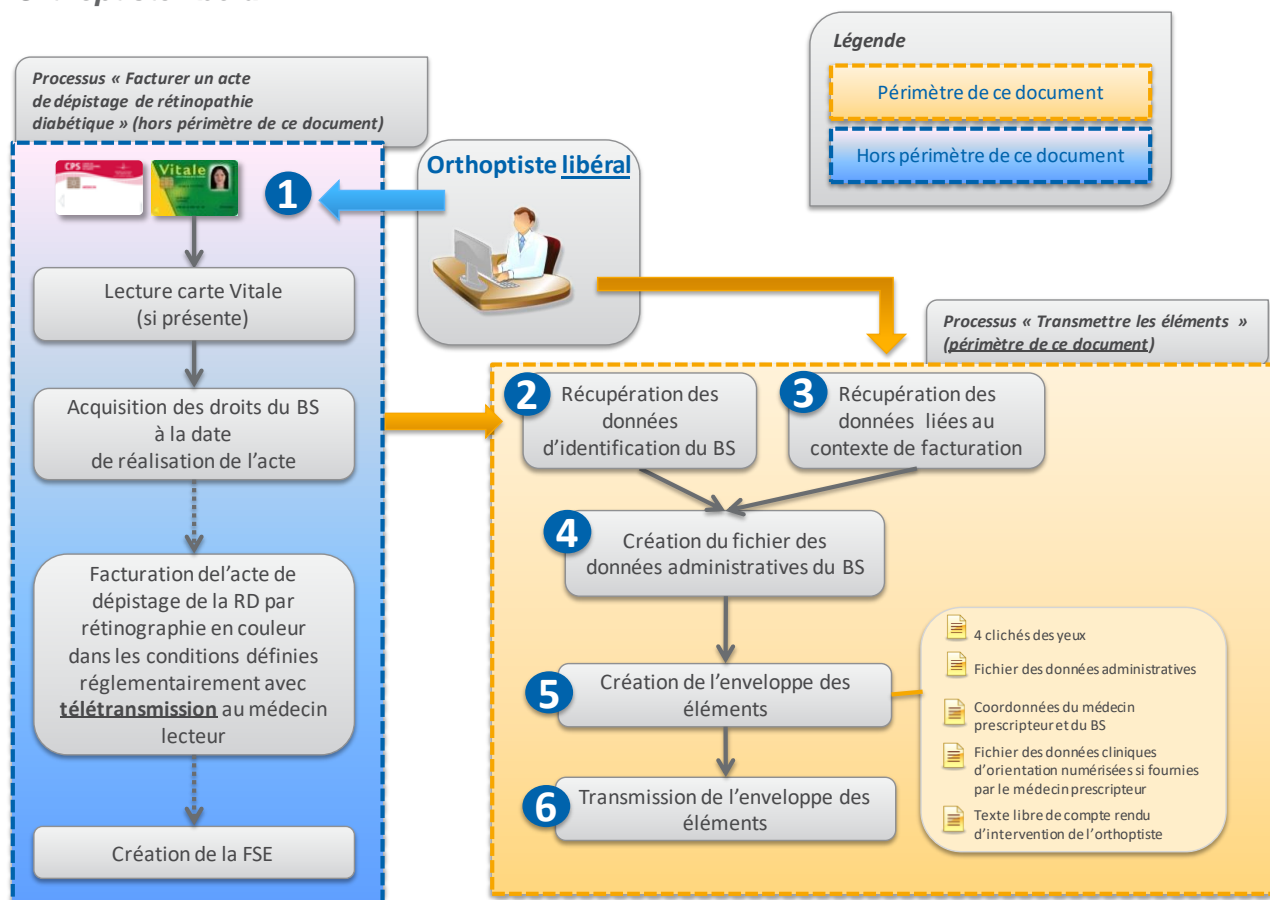 Légende
Périmètre de ce document
Hors périmètre de ce document
Processus « Facturer un acte
de dépistage de rétinopathie
diabétique » (hors périmètre de ce document)
CPS
Vitale
1
Orthoptiste libéral
Lecture carte Vitale
(si présente)
Acquisition des droits du BS
à la date
de réalisation de l'acte
Facturation del'acte de
dépistage de la RD par
rétinographie en couleur
dans les conditions définies
réglementairement avec
télétransmission au médecin
lecteur
Création de la FSE
Processus « Transmettre les éléments »
(périmètre de ce document)
2
Récupération des
données
d'identification du BS
3
Récupération des
données liées au
contexte de facturation
4
Création du fichier des
données administratives du BS
5
Création de l'enveloppe des
éléments
6
Transmission de l'enveloppe des
éléments
4 clichés des yeux
Fichier des données administratives
Coordonnées du médecin
prescripteur et du BS
Fichier des données cliniques
d'orientation numérisées si fournies
par le médecin prescripteur
Texte libre de compte rendu
d'intervention de l'orthoptiste